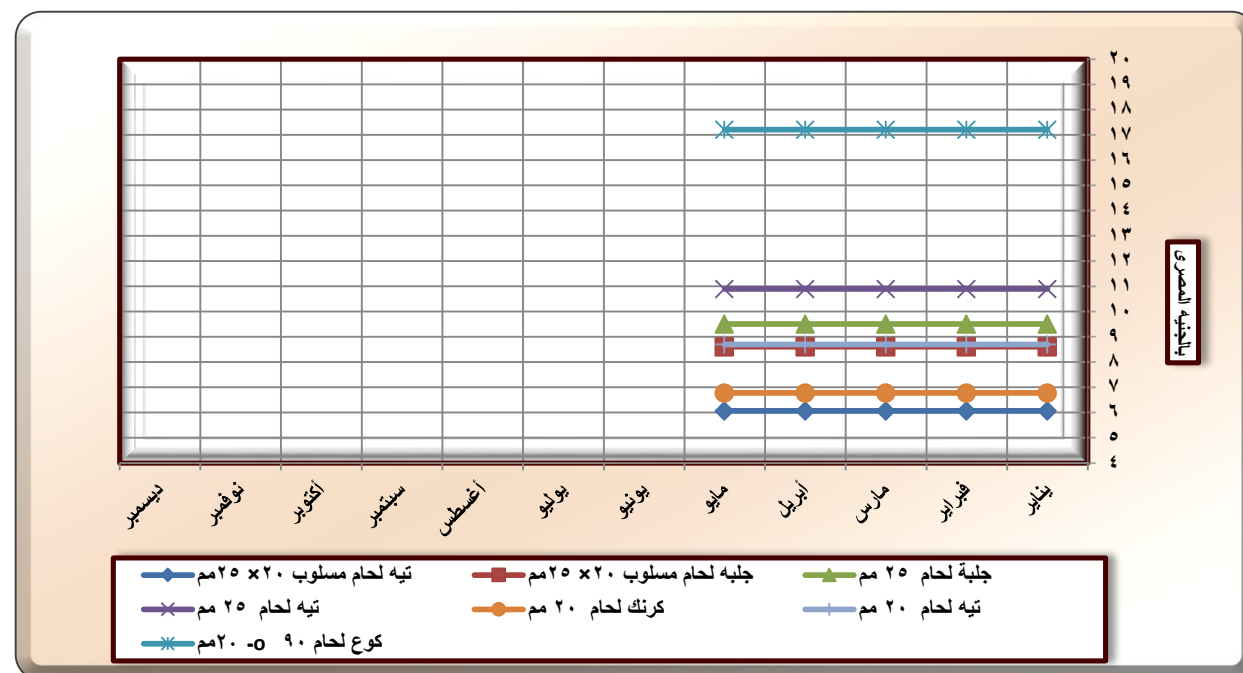 ٢٠
١٩
١٨
١٧
١٦
١٥
١٤
١٣
١٢
١١
١٠
٩
٨
٧
٦
٥
٤
بالجنيه المصرى
يناير
فبراير
مارس
أبريل
مايو
يونيو
يوليو
أغسطس
سبتمبر
أكتوبر
نوفمبر
ديسمبر
جلبة لحام ٢٥ مم
جلبه لحام مسلوب ٢٠× ٢٥مم
تيه لحام مسلوب ٢٠× ٢٥مم
تيه لحام ٢٠ مم
كرنك لحام ٢٠ مم
تيه لحام ٢٥ مم
كوع لحام ٩٠ o- ٢٠مم